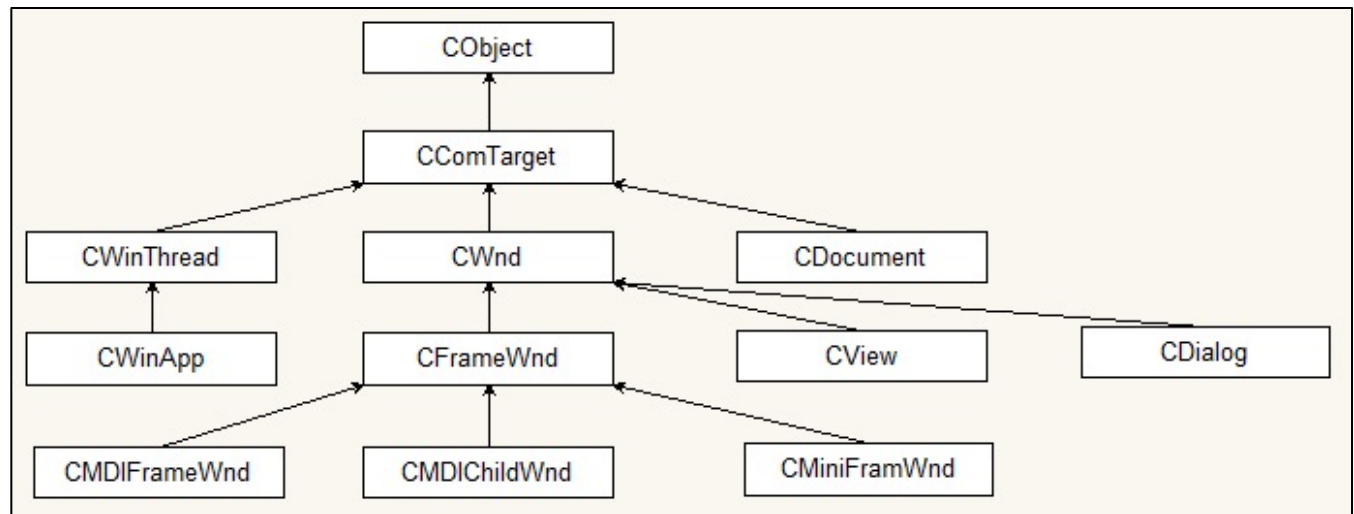 CObject
CComTarget
CWinThread
CWnd
CDocument
CWinApp
CFrameWnd
CView
CDialog
CMDIFrameWnd
CMDIChildWnd
CMiniFramWnd